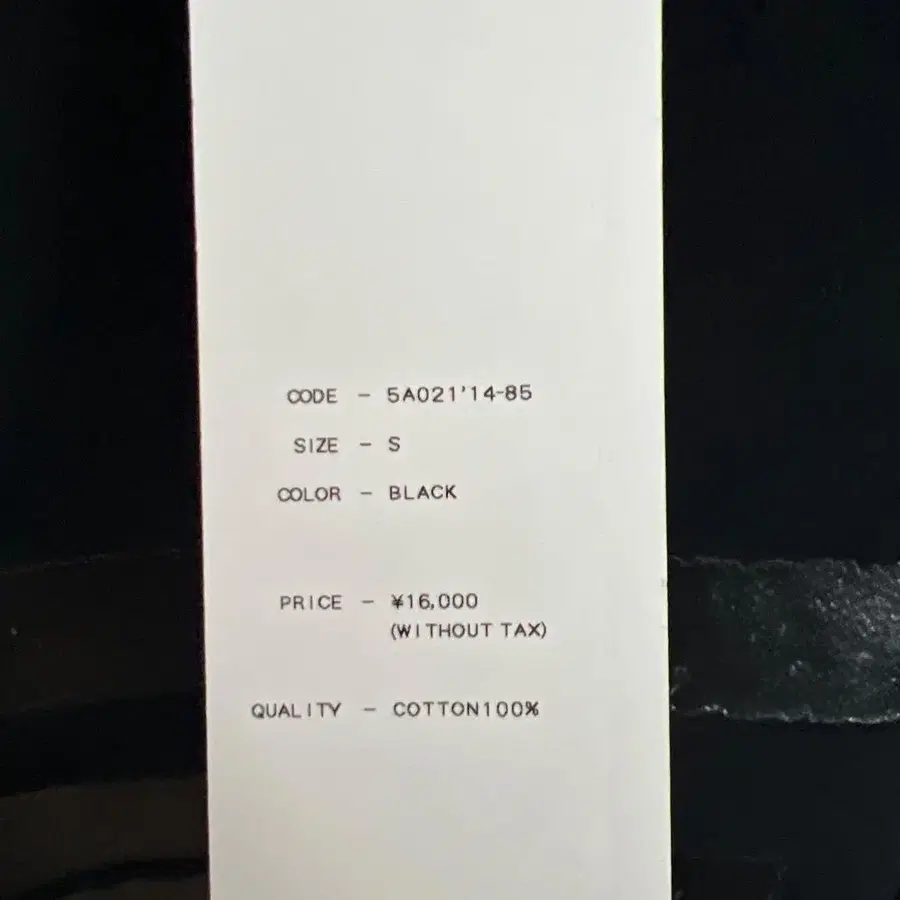 CODE - 5A021'14-85
SIZE - S
COLOR - BLACK
PRICE - ¥16,000
(WITHOUT TAX)
QUALITY - COTTON100%